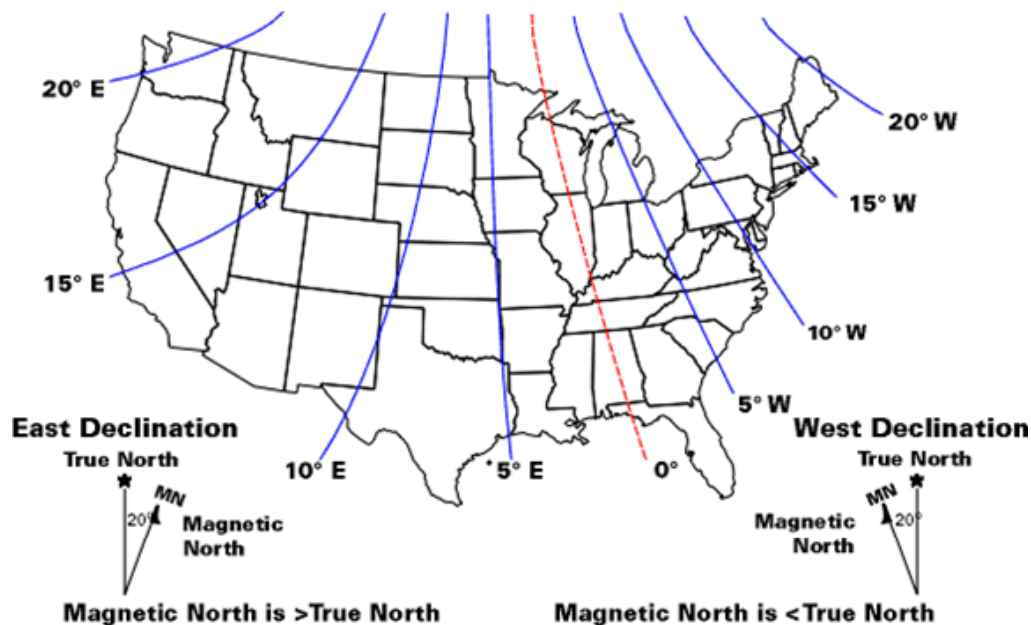 20° E
20° W
15° W
15° E
10° W
5° W
10° E
5° E
0°
East Declination
True North
MN
20°
Magnetic
North
Magnetic North is >True North
West Declination
True North
MN
20°
Magnetic
North
Magnetic North is <True North